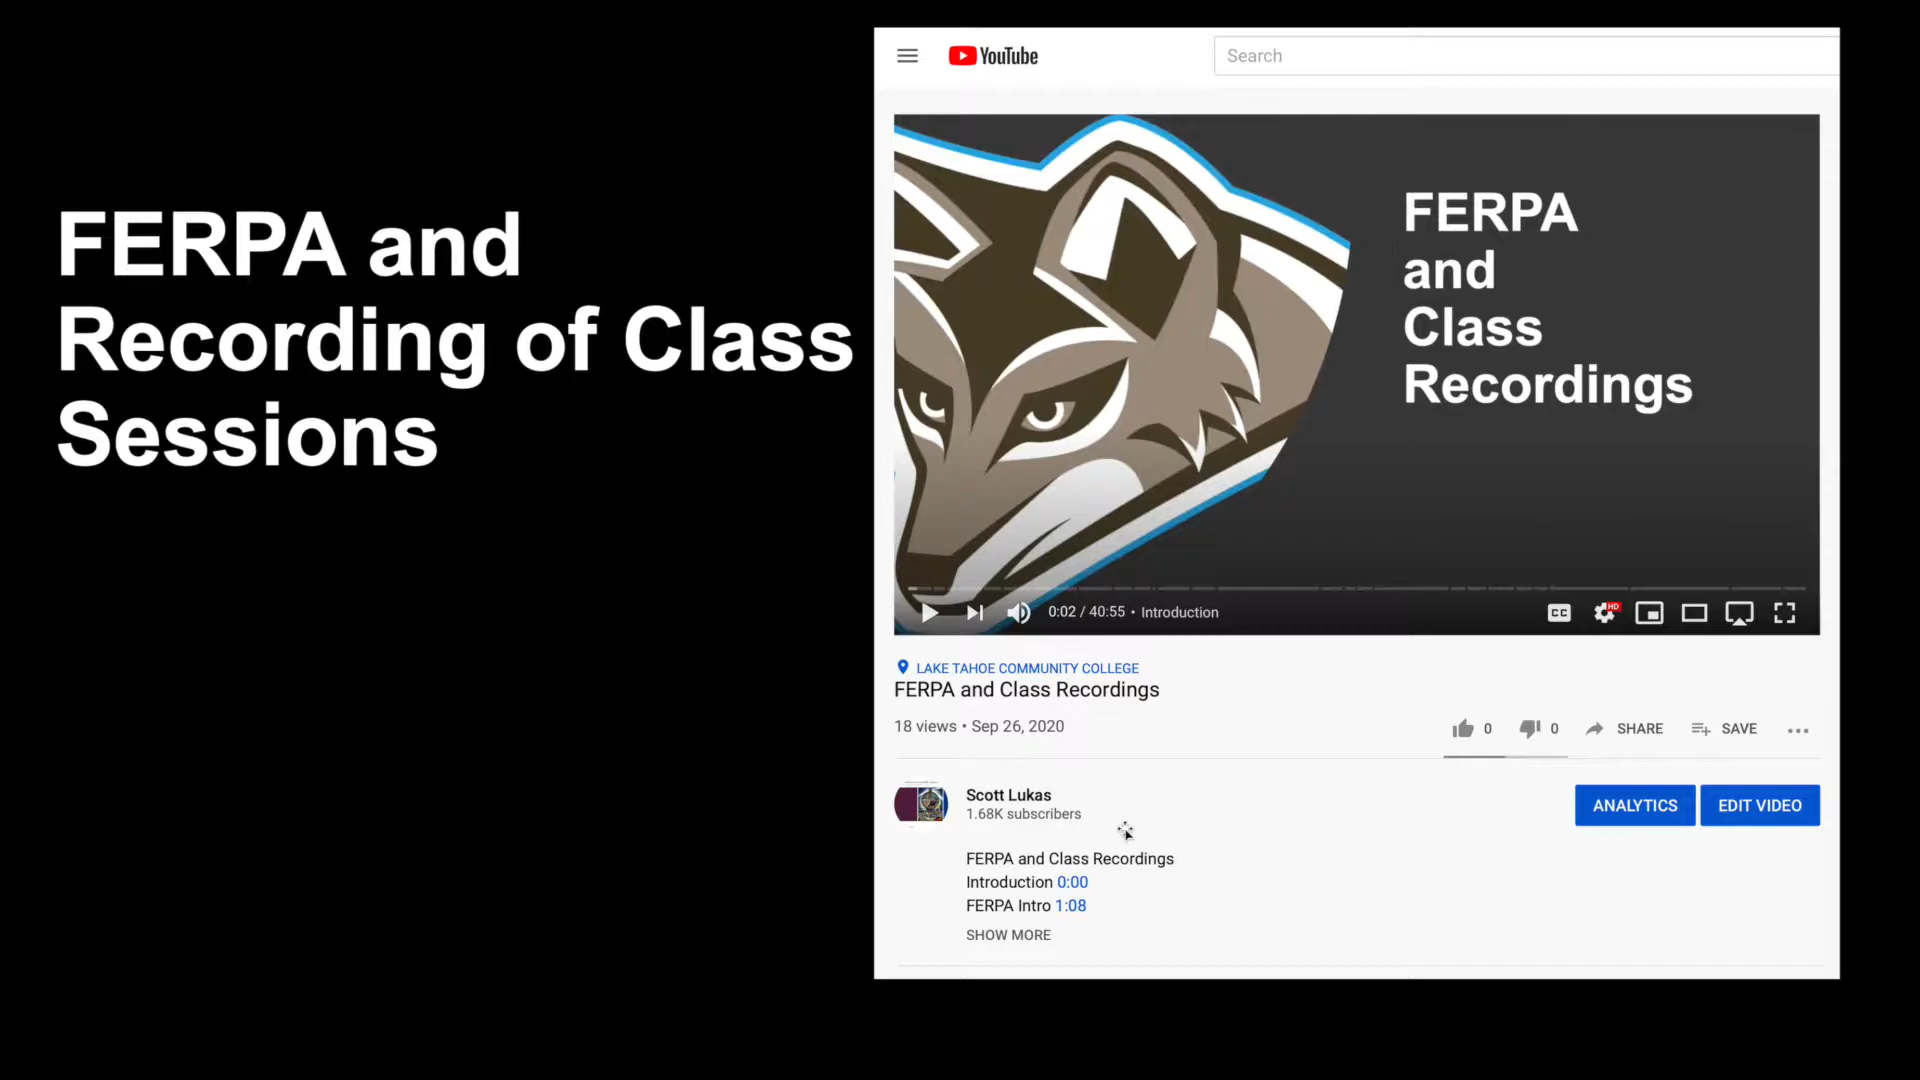 FERPA and
Recording of Class
Sessions
YouTube
Search
FERPA
and
Class
Recordings
0:02 / 40:55 • Introduction
CC
HD
LAKE TAHOE COMMUNITY COLLEGE
FERPA and Class Recordings
18 views • Sep 26, 2020
0
0
SHARE
SAVE
Scott Lukas
1.68K subscribers
ANALYTICS
EDIT VIDEO
FERPA and Class Recordings
Introduction 0:00
FERPA Intro 1:08
SHOW MORE